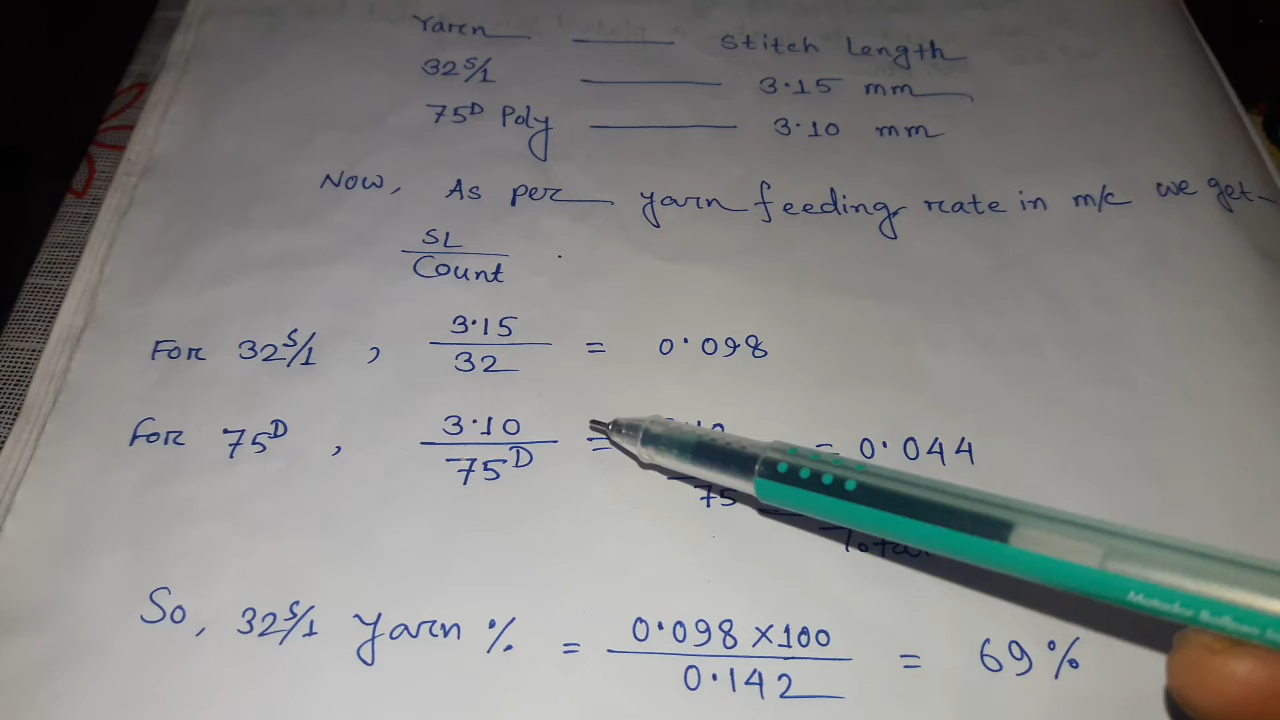 Yarn — Stitch Length
32S/1 — 3.15 mm
75D Poly — 3.10 mm
Now, As per yarn feeding rate in m/c we get-
SL
Count
For 32S/1, 3.15 / 32 = 0.098
For 75D, 3.10 / 75D = 75 = 0.044
So, 32S/1 Yarn % = 0.098 X 100 / 0.142 = 69%